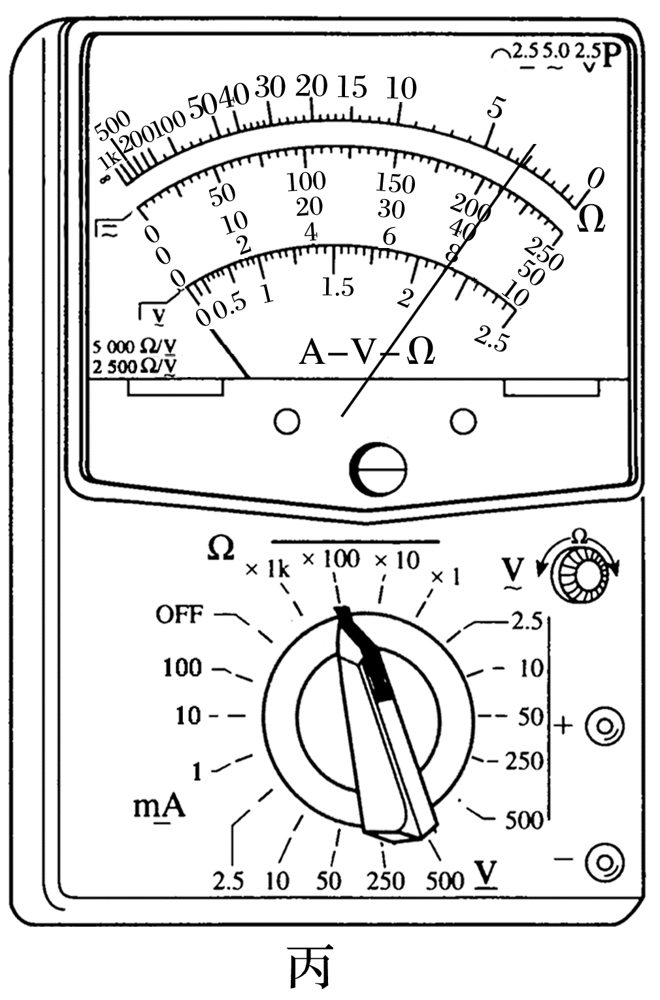 2.5 5.0 2.5 P
– ~ v
∞ 1k 500 200 100 50 40 30 20 15 10 5 0 Ω
0 50 100 150 200 250
0 10 20 30 40 50
0 2 4 6 8 10
0 0.5 1 1.5 2 2.5
V
A–V–Ω
5 000 Ω/V
2 500 Ω/V
Ω
× 1k × 100 × 10 × 1
Ω
V
OFF
100
10
1
mA
2.5 10 50 250 500 V
2.5
10
50
250
500
+
−
丙